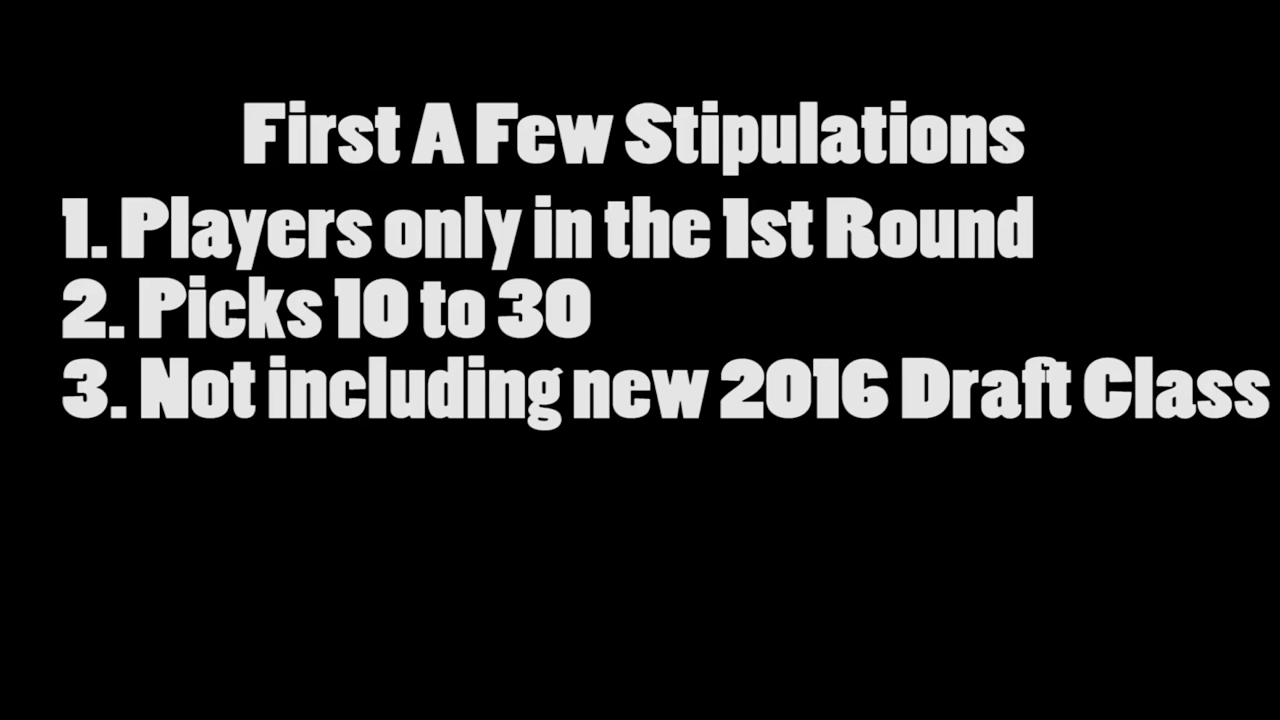 First A Few Stipulations
1. Players only in the 1st Round
2. Picks 10 to 30
3. Not including new 2016 Draft Class